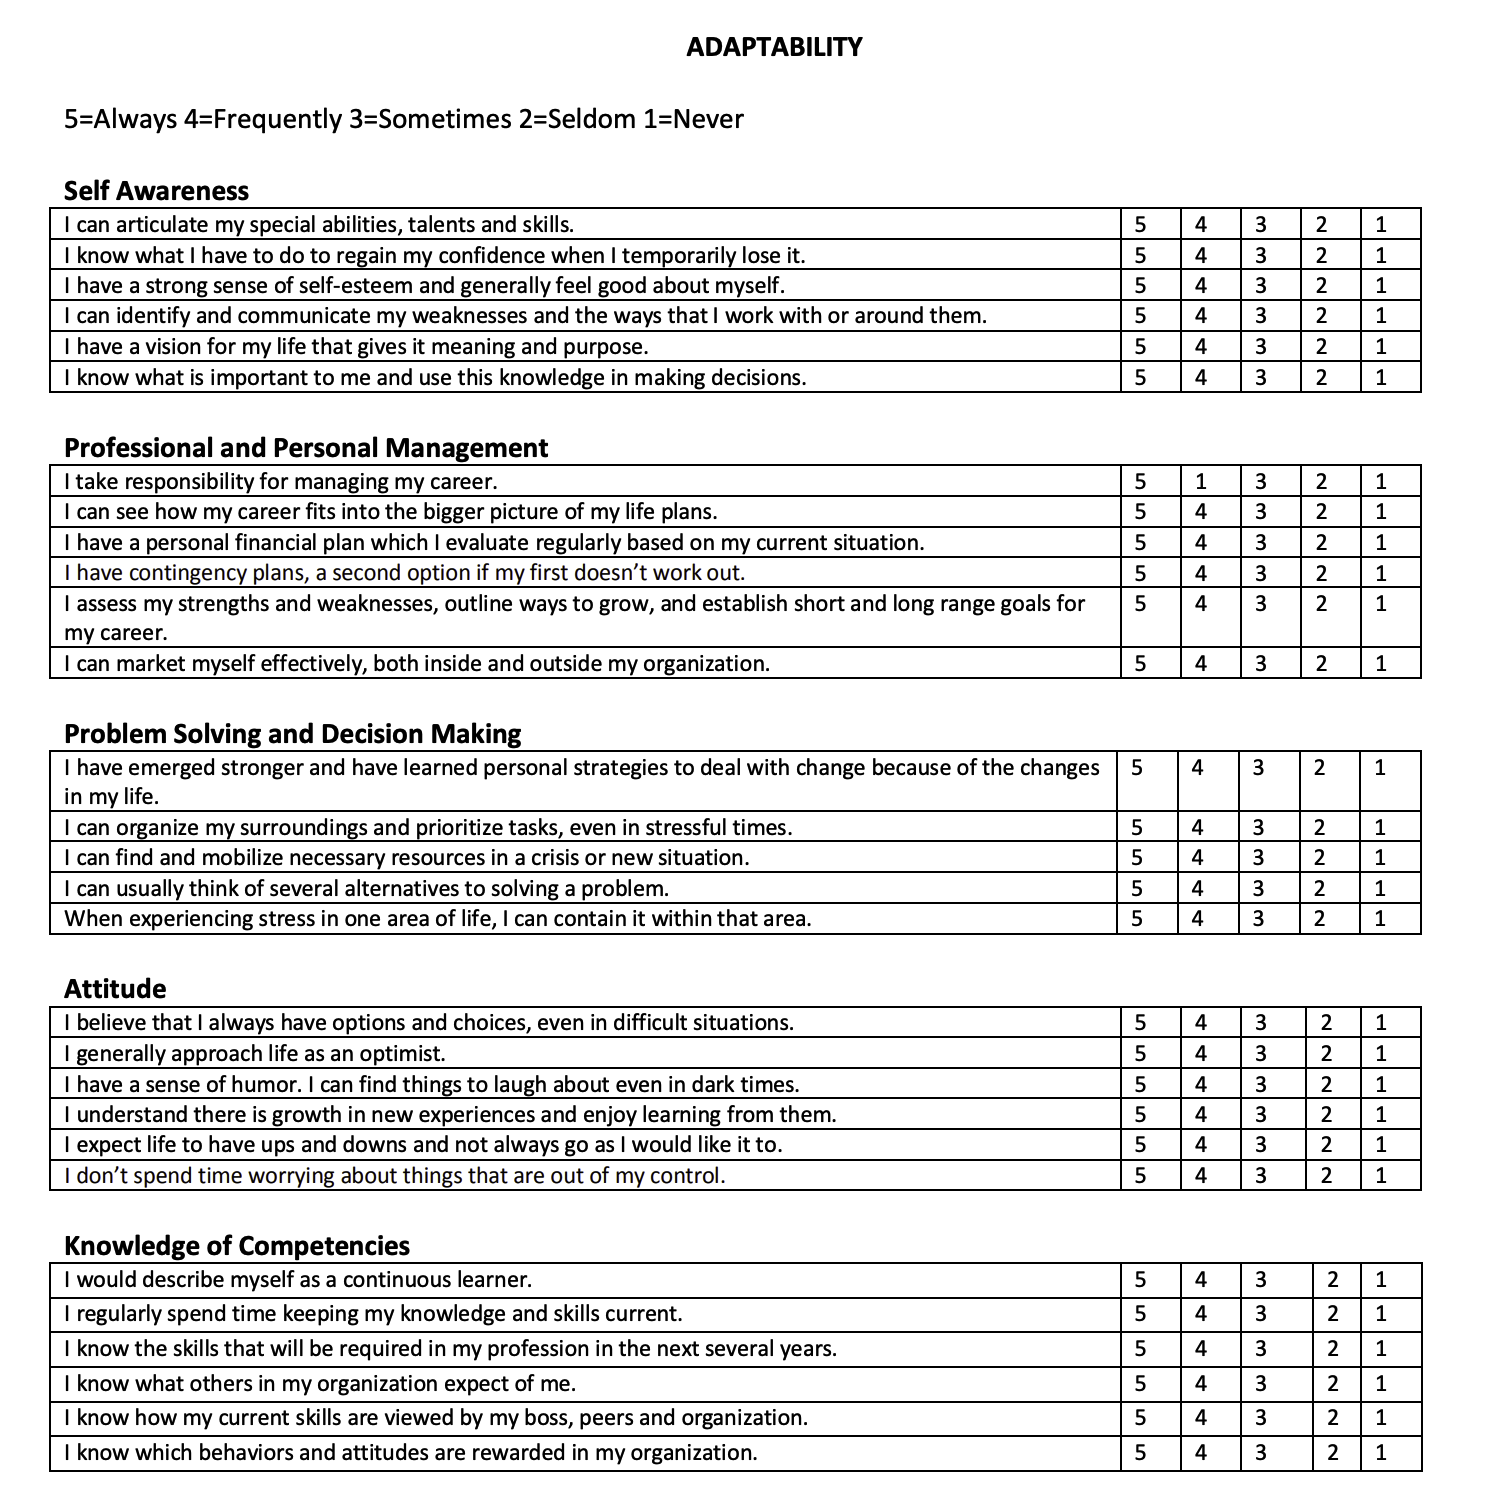 ADAPTABILITY
5=Always 4=Frequently 3=Sometimes 2=Seldom 1=Never
Self Awareness
I can articulate my special abilities, talents and skills. 5 4 3 2 1
I know what I have to do to regain my confidence when I temporarily lose it. 5 4 3 2 1
I have a strong sense of self-esteem and generally feel good about myself. 5 4 3 2 1
I can identify and communicate my weaknesses and the ways that I work with or around them. 5 4 3 2 1
I have a vision for my life that gives it meaning and purpose. 5 4 3 2 1
I know what is important to me and use this knowledge in making decisions. 5 4 3 2 1
Professional and Personal Management
I take responsibility for managing my career. 5 1 3 2 1
I can see how my career fits into the bigger picture of my life plans. 5 4 3 2 1
I have a personal financial plan which I evaluate regularly based on my current situation. 5 4 3 2 1
I have contingency plans, a second option if my first doesn’t work out. 5 4 3 2 1
I assess my strengths and weaknesses, outline ways to grow, and establish short and long range goals for 5 4 3 2 1
my career.
I can market myself effectively, both inside and outside my organization. 5 4 3 2 1
Problem Solving and Decision Making
I have emerged stronger and have learned personal strategies to deal with change because of the changes 5 4 3 2 1
in my life.
I can organize my surroundings and prioritize tasks, even in stressful times. 5 4 3 2 1
I can find and mobilize necessary resources in a crisis or new situation. 5 4 3 2 1
I can usually think of several alternatives to solving a problem. 5 4 3 2 1
When experiencing stress in one area of life, I can contain it within that area. 5 4 3 2 1
Attitude
I believe that I always have options and choices, even in difficult situations. 5 4 3 2 1
I generally approach life as an optimist. 5 4 3 2 1
I have a sense of humor. I can find things to laugh about even in dark times. 5 4 3 2 1
I understand there is growth in new experiences and enjoy learning from them. 5 4 3 2 1
I expect life to have ups and downs and not always go as I would like it to. 5 4 3 2 1
I don’t spend time worrying about things that are out of my control. 5 4 3 2 1
Knowledge of Competencies
I would describe myself as a continuous learner. 5 4 3 2 1
I regularly spend time keeping my knowledge and skills current. 5 4 3 2 1
I know the skills that will be required in my profession in the next several years. 5 4 3 2 1
I know what others in my organization expect of me. 5 4 3 2 1
I know how my current skills are viewed by my boss, peers and organization. 5 4 3 2 1
I know which behaviors and attitudes are rewarded in my organization. 5 4 3 2 1